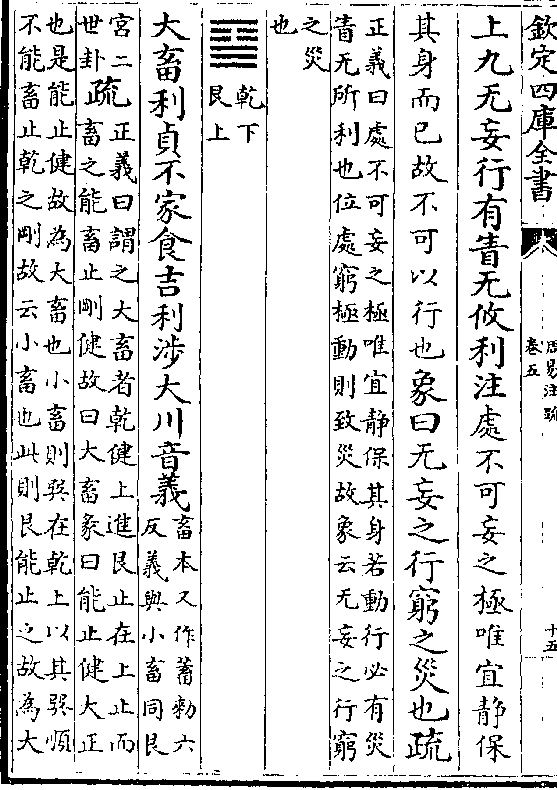 欽定四庫全書
周易注疏
卷五
十五
上九无妄行有眚无攸利注處不可妄之極唯宜静保
其身而已故不可以行也象曰无妄之行窮之災也疏
正義曰處不可妄之極唯宜静保其身若動行必有災
眚无所利也位處窮極動則致災故象云无妄之行窮
之災
也
乾下
艮上
大畜利貞不家食吉利渉大川音義
畜本又作蓄勑六
反義與小畜同艮
宮二
世卦
疏
正義曰謂之大畜者乾健上進艮止在上止而
畜之能畜止剛健故曰大畜彖曰能止健大正
也是能止健故為大畜也小畜則巽在乾上以其巽順
不能畜止乾之剛故云小畜也此則艮能止之故為大